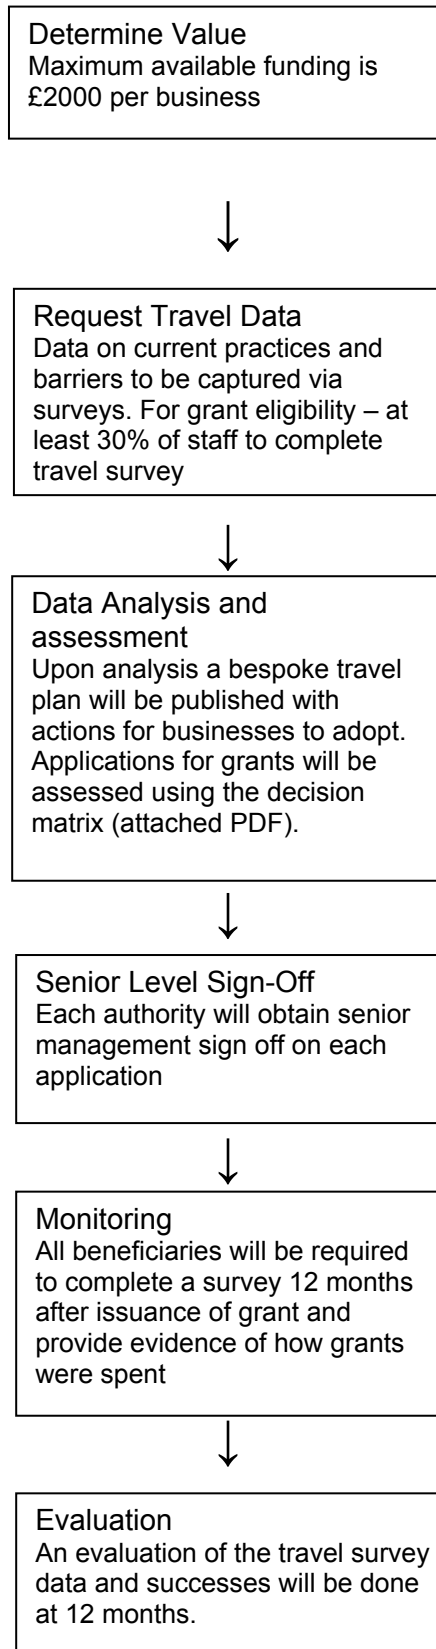 Determine Value
Maximum available funding is
£2000 per business
Request Travel Data
Data on current practices and
barriers to be captured via
surveys. For grant eligibility – at
least 30% of staff to complete
travel survey
Data Analysis and
assessment
Upon analysis a bespoke travel
plan will be published with
actions for businesses to adopt.
Applications for grants will be
assessed using the decision
matrix (attached PDF).
Senior Level Sign-Off
Each authority will obtain senior
management sign off on each
application
Monitoring
All beneficiaries will be required
to complete a survey 12 months
after issuance of grant and
provide evidence of how grants
were spent
Evaluation
An evaluation of the travel survey
data and successes will be done
at 12 months.